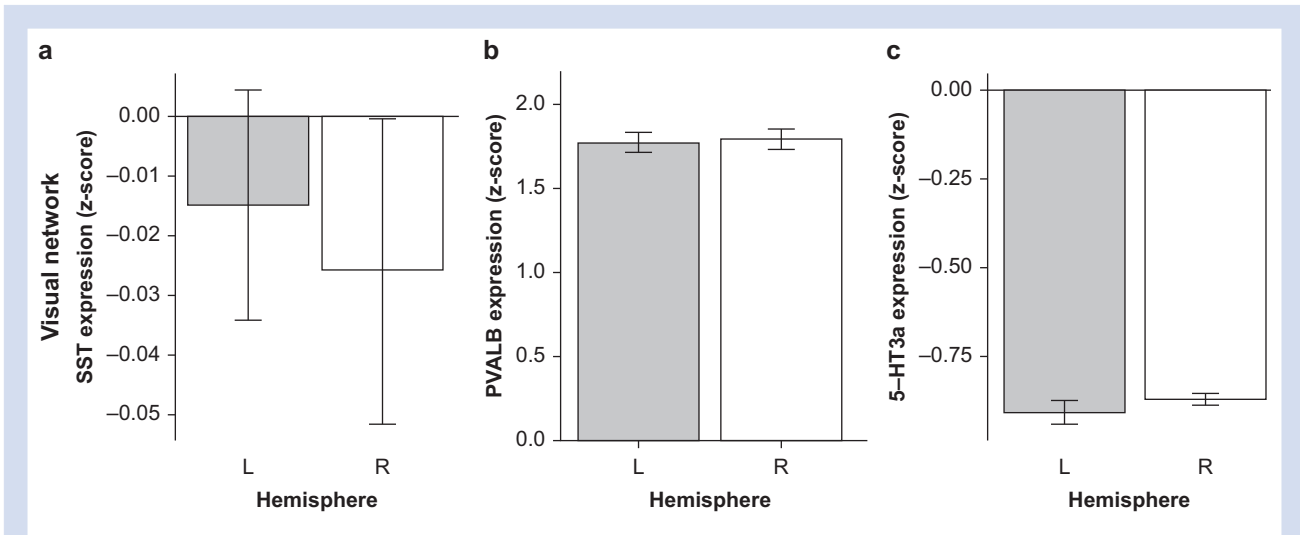 a
Visual network
SST expression (z-score)
0.00
–0.01
–0.02
–0.03
–0.04
–0.05
L R
Hemisphere
b
PVALB expression (z-score)
2.0
1.5
1.0
0.5
0.0
L R
Hemisphere
c
5–HT3a expression (z-score)
0.00
–0.25
–0.50
–0.75
L R
Hemisphere